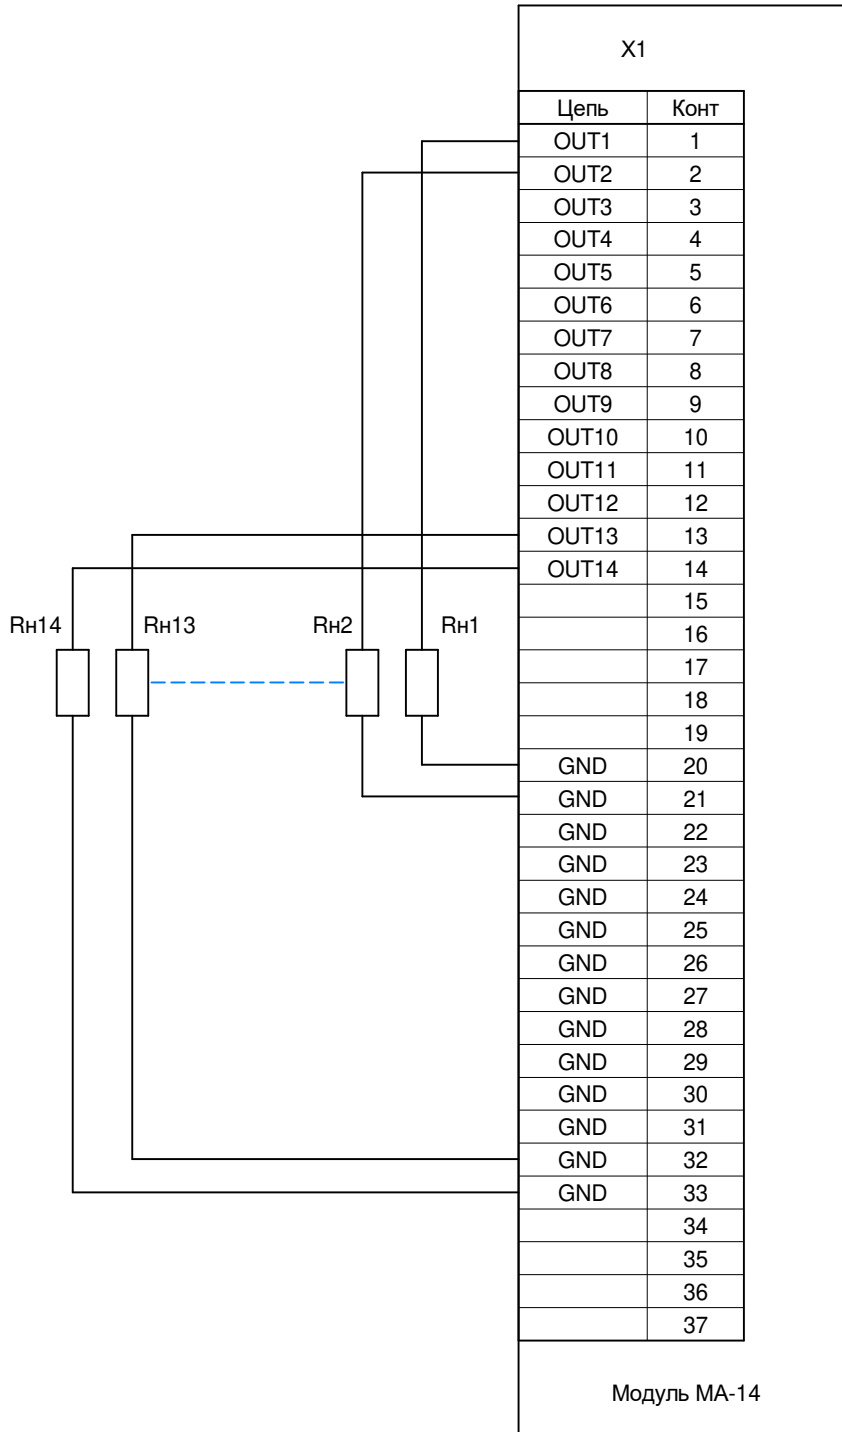 X1
Цепь Конт
OUT1 1
OUT2 2
OUT3 3
OUT4 4
OUT5 5
OUT6 6
OUT7 7
OUT8 8
OUT9 9
OUT10 10
OUT11 11
OUT12 12
OUT13 13
OUT14 14
15
Rн14 Rн13 Rн2 Rн1
16
17
18
19
GND 20
GND 21
GND 22
GND 23
GND 24
GND 25
GND 26
GND 27
GND 28
GND 29
GND 30
GND 31
GND 32
GND 33
34
35
36
37
Модуль МА-14